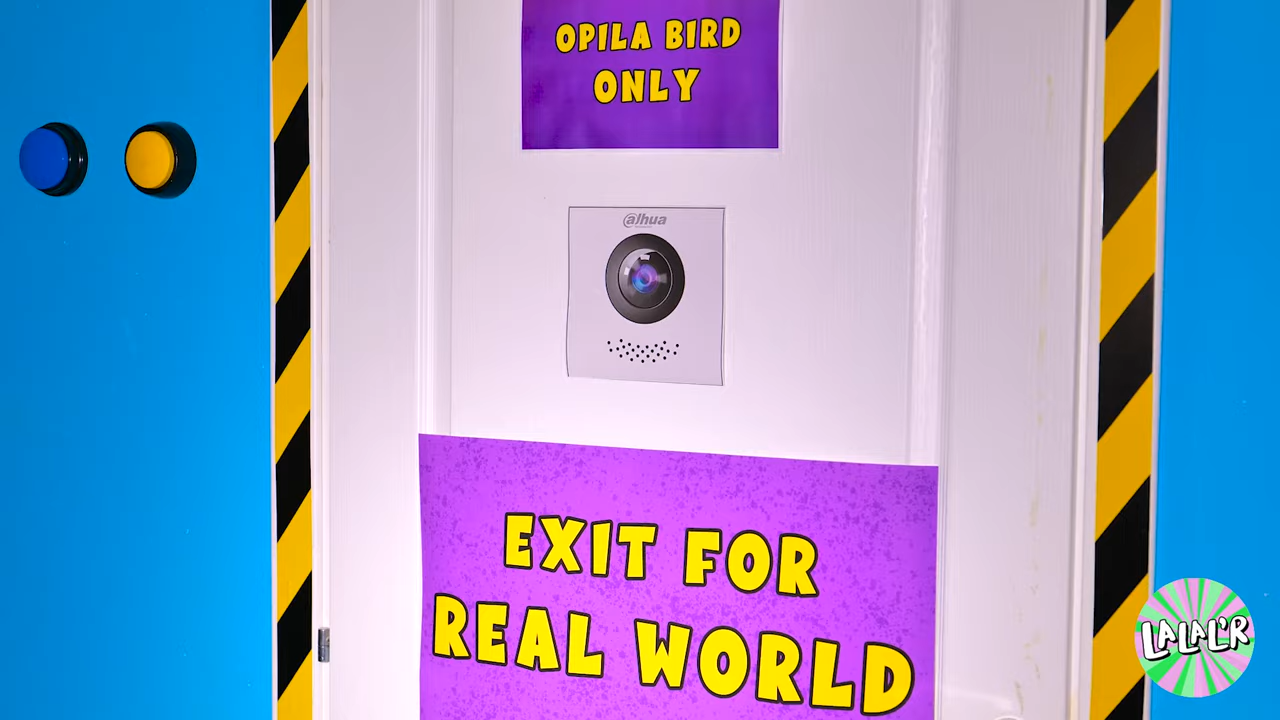 OPILA BIRD
ONLY
alhua
EXIT FOR
REAL WORLD
LALAL'R